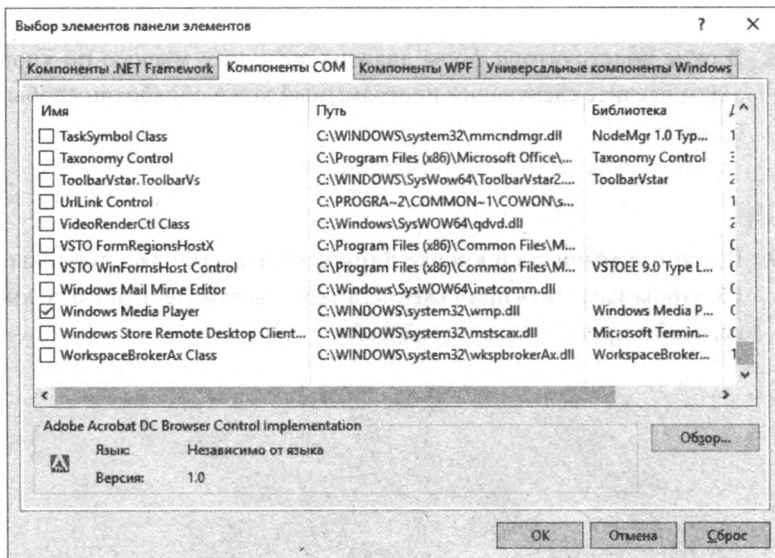 Выбор элементов панели элементов ? ×
Компоненты .NET Framework Компоненты COM Компоненты WPF Универсальные компоненты Windows
Имя Путь Библиотека
TaskSymbol Class C:\WINDOWS\system32\mmcndmgr.dll NodeMgr 1.0 Typ... 1
Taxonomy Control C:\Program Files (x86)\Microsoft Office\... Taxonomy Control 3
ToolbarVstar.ToolbarVs C:\WINDOWS\SysWow64\ToolbarVstar2.... ToolbarVstar 2
UrlLink Control C:\PROGRA~2\COMMON~1\COWON\s... 1
VideoRenderCtl Class C:\Windows\SysWOW64\qdvd.dll 2
VSTO FormRegionsHostX C:\Program Files (x86)\Common Files\M...
VSTO WinFormsHost Control C:\Program Files (x86)\Common Files\M... VSTOEE 9.0 Type L...
Windows Mail Mime Editor C:\Windows\SysWOW64\inetcomm.dll
Windows Media Player C:\WINDOWS\system32\wmp.dll Windows Media P...
Windows Store Remote Desktop Client... C:\WINDOWS\system32\mstscax.dll Microsoft Termin...
WorkspaceBrokerAx Class C:\WINDOWS\system32\wkspbrokerAx.dll WorkspaceBroker... 1
Adobe Acrobat DC Browser Control Implementation
Обзор...
Язык: Независимо от языка
Версия: 1.0
OK Отмена Сброс